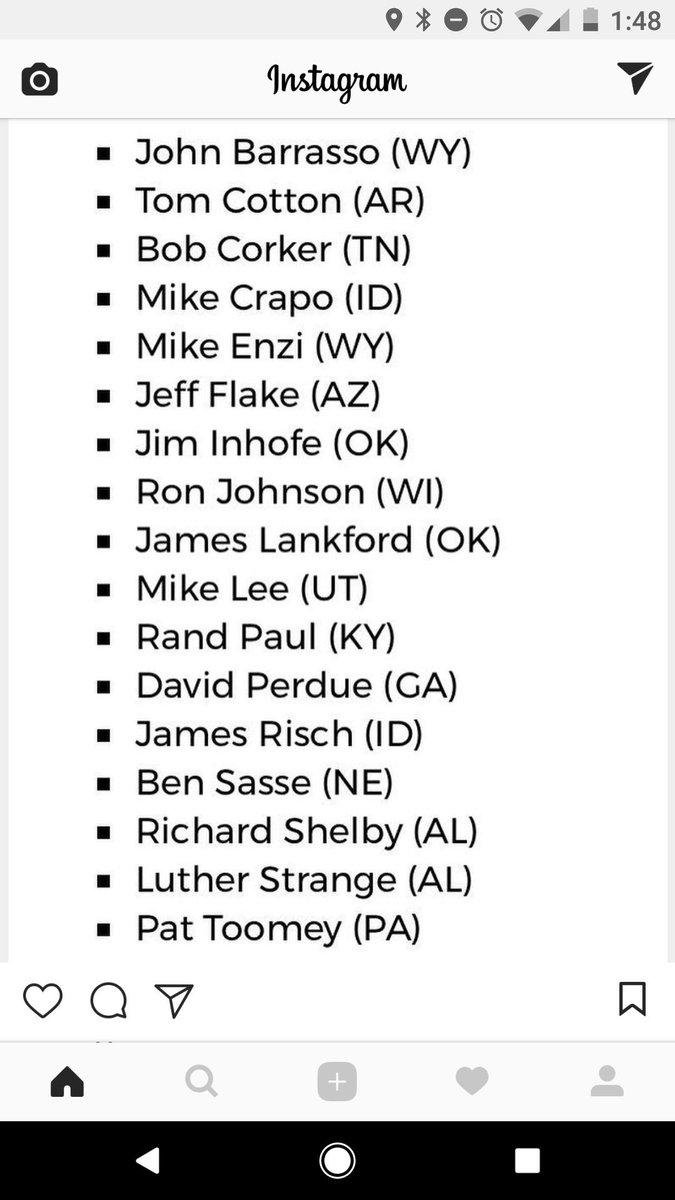 1:48
Instagram
▪ John Barrasso (WY)
▪ Tom Cotton (AR)
▪ Bob Corker (TN)
▪ Mike Crapo (ID)
▪ Mike Enzi (WY)
▪ Jeff Flake (AZ)
▪ Jim Inhofe (OK)
▪ Ron Johnson (WI)
▪ James Lankford (OK)
▪ Mike Lee (UT)
▪ Rand Paul (KY)
▪ David Perdue (GA)
▪ James Risch (ID)
▪ Ben Sasse (NE)
▪ Richard Shelby (AL)
▪ Luther Strange (AL)
▪ Pat Toomey (PA)